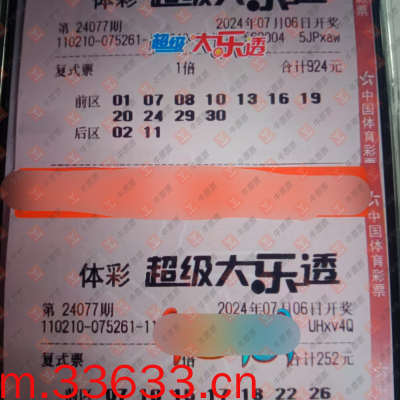 体彩 超级大乐透
第 24077期 2024年07月06日开奖
110210-075261-
5JPxaw
超级大乐透
复式票 1倍 合计924元
前区 01 07 08 10 13 16 19
20 24 29 30
后区 02 11
中国体育彩票
体彩 超级大乐透
第 24077期 2024年07月06日开奖
110210-075261-11
UHxv4Q
中国体育彩票
复式票 1倍 合计252元
m.33633.cn
18 22 26